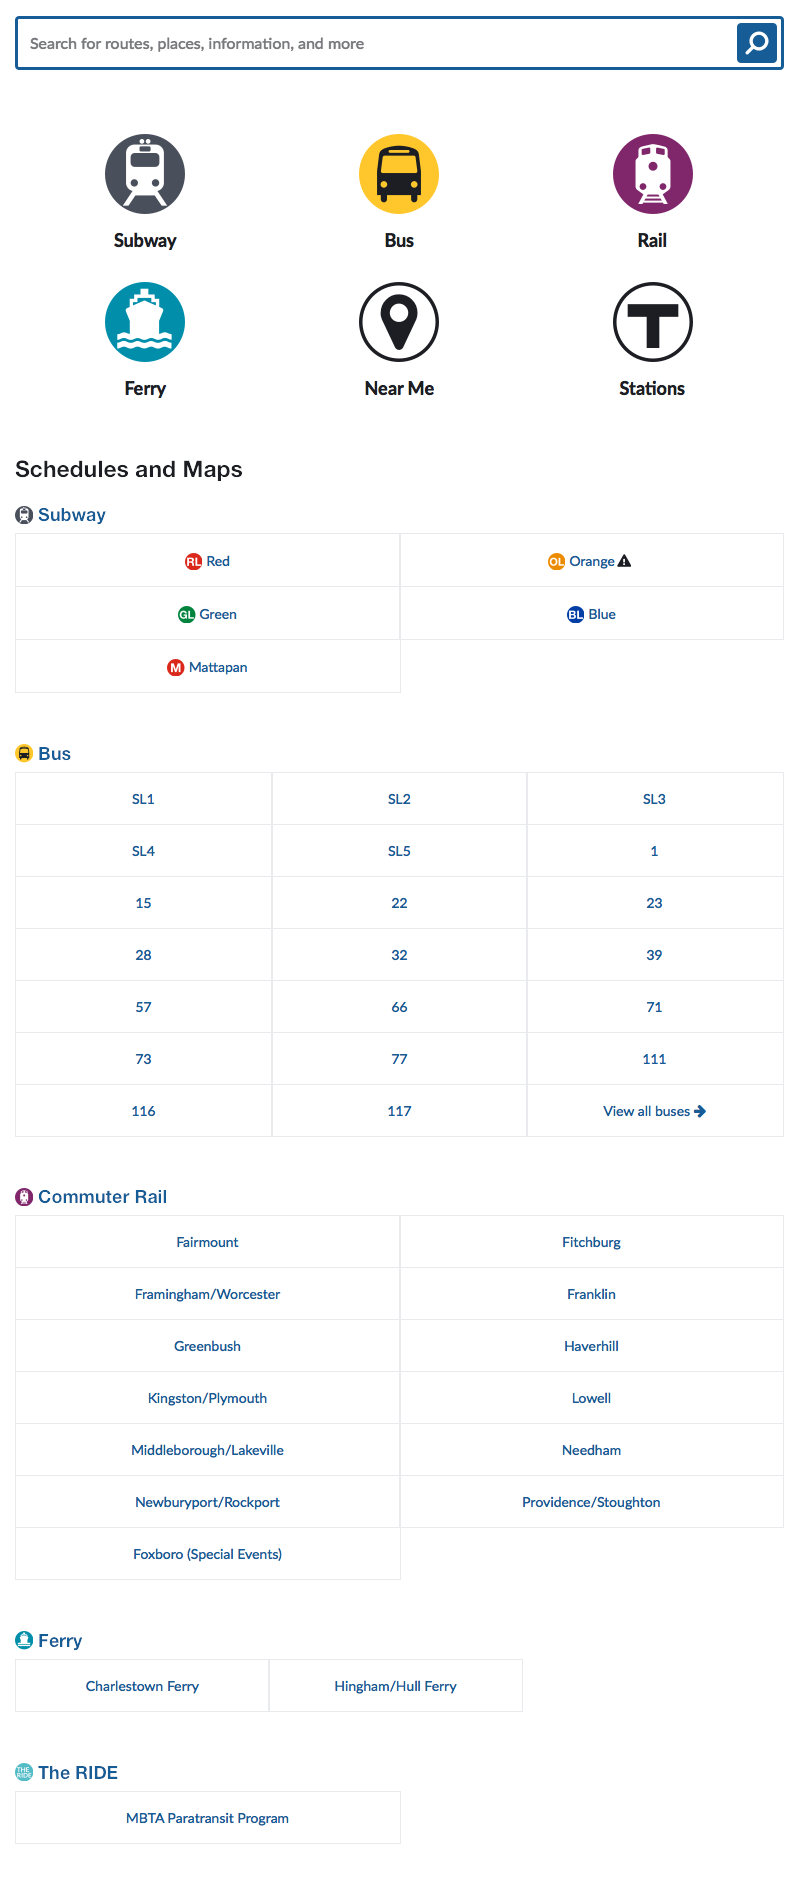 Search for routes, places, information, and more
Subway Bus Rail
T
Ferry Near Me Stations
Schedules and Maps
Subway
RL Red OL Orange
GL Green BL Blue
M Mattapan
Bus
SL1 SL2 SL3
SL4 SL5 1
15 22 23
28 32 39
57 66 71
73 77 111
116 117 View all buses
Commuter Rail
Fairmount Fitchburg
Framingham/Worcester Franklin
Greenbush Haverhill
Kingston/Plymouth Lowell
Middleborough/Lakeville Needham
Newburyport/Rockport Providence/Stoughton
Foxboro (Special Events)
Ferry
Charlestown Ferry Hingham/Hull Ferry
THE RIDE The RIDE
MBTA Paratransit Program